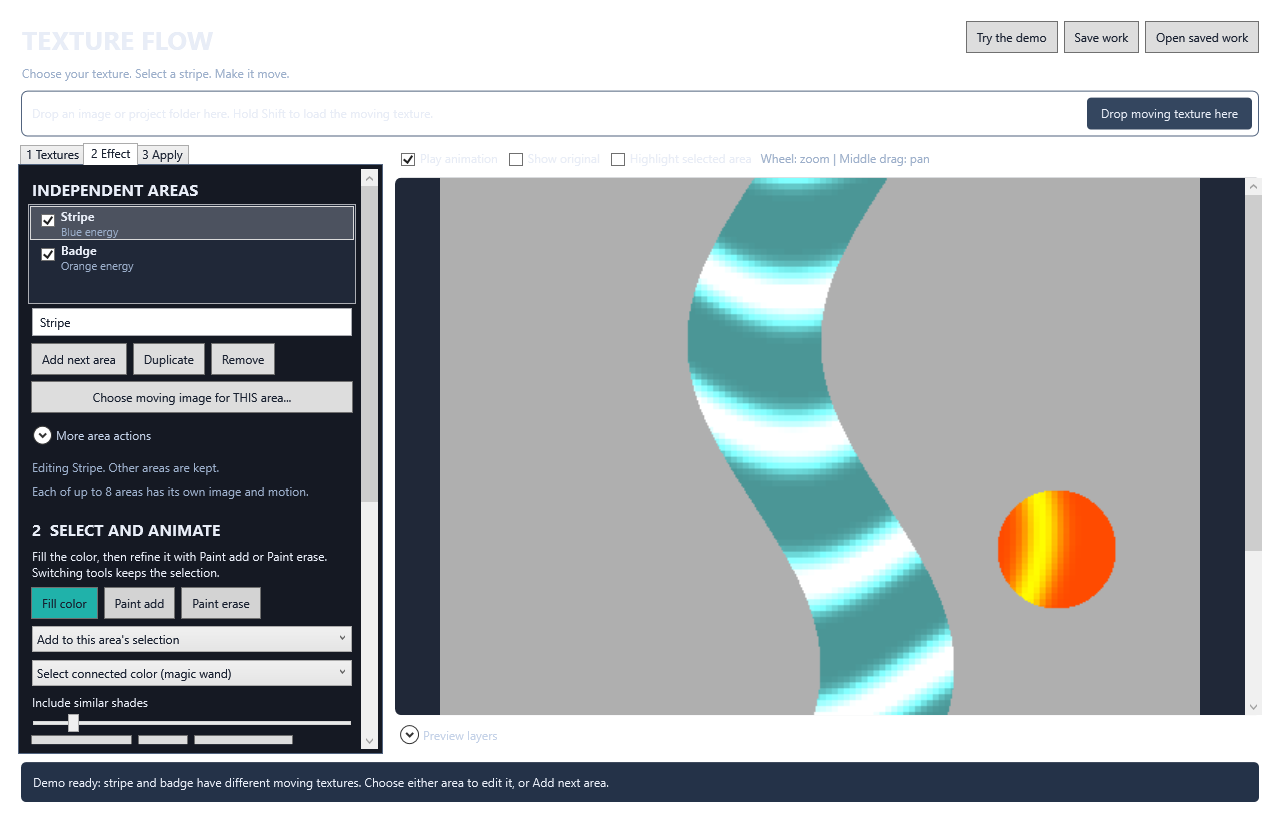 TEXTURE FLOW
Choose your texture. Select a stripe. Make it move.
Try the demo
Save work
Open saved work
Drop an image or project folder here. Hold Shift to load the moving texture.
Drop moving texture here
1 Textures
2 Effect
3 Apply
Play animation
Show original
Highlight selected area
Wheel: zoom | Middle drag: pan
INDEPENDENT AREAS
Stripe
Blue energy
Badge
Orange energy
Stripe
Add next area
Duplicate
Remove
Choose moving image for THIS area...
More area actions
Editing Stripe. Other areas are kept.
Each of up to 8 areas has its own image and motion.
2 SELECT AND ANIMATE
Fill the color, then refine it with Paint add or Paint erase.
Switching tools keeps the selection.
Fill color
Paint add
Paint erase
Add to this area's selection
Select connected color (magic wand)
Include similar shades
Preview layers
Demo ready: stripe and badge have different moving textures. Choose either area to edit it, or Add next area.